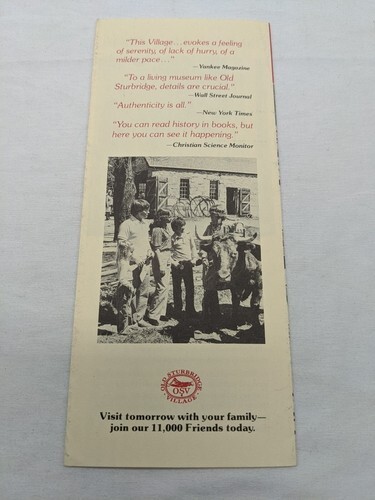 "This Village...evokes a feeling
of serenity, of lack of hurry, of a
milder pace..."
—Yankee Magazine
"To a living museum like Old
Sturbridge, details are crucial."
—Wall Street Journal
"Authenticity is all."
—New York Times
"You can read history in books, but
here you can see it happening."
—Christian Science Monitor
OLD STURBRIDGE
OSV
VILLAGE
Visit tomorrow with your family—
join our 11,000 Friends today.